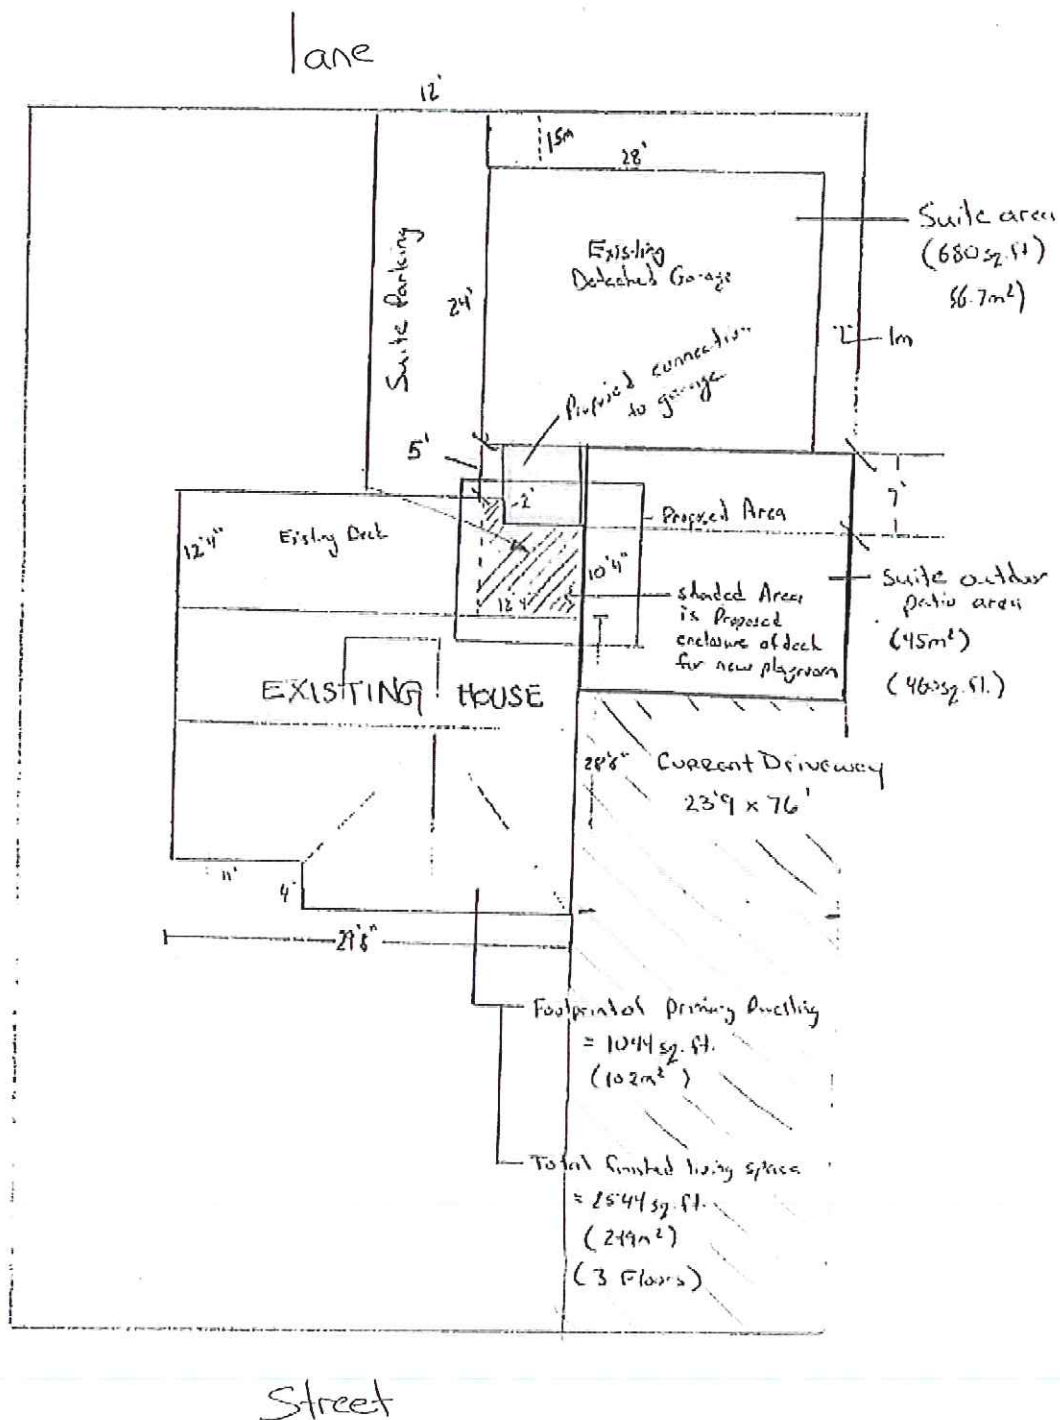 lane
12'
1.5m
28'
Suite area
(680 sq.ft)
56.7m²)
Existing
Detached Garage
Suite Parking
24'
1m
Proposed connection
to garage
5'
2'
7'
Proposed Area
12'4"
Existing Deck
10'4"
12'4"
shaded Area
is Proposed
enclosure of deck
for new playroom
Suite outdoor
patio area
(45m²)
(460 sq.ft.)
EXISITING HOUSE
28'8"
Current Driveway
23'9 x 76'
11'
4'
29'8"
Footprint of primary Dwelling
= 1044 sq.ft.
(102m²)
Total finished living space
= 2544 sq.ft.
(249m²)
(3 Floors)
Street